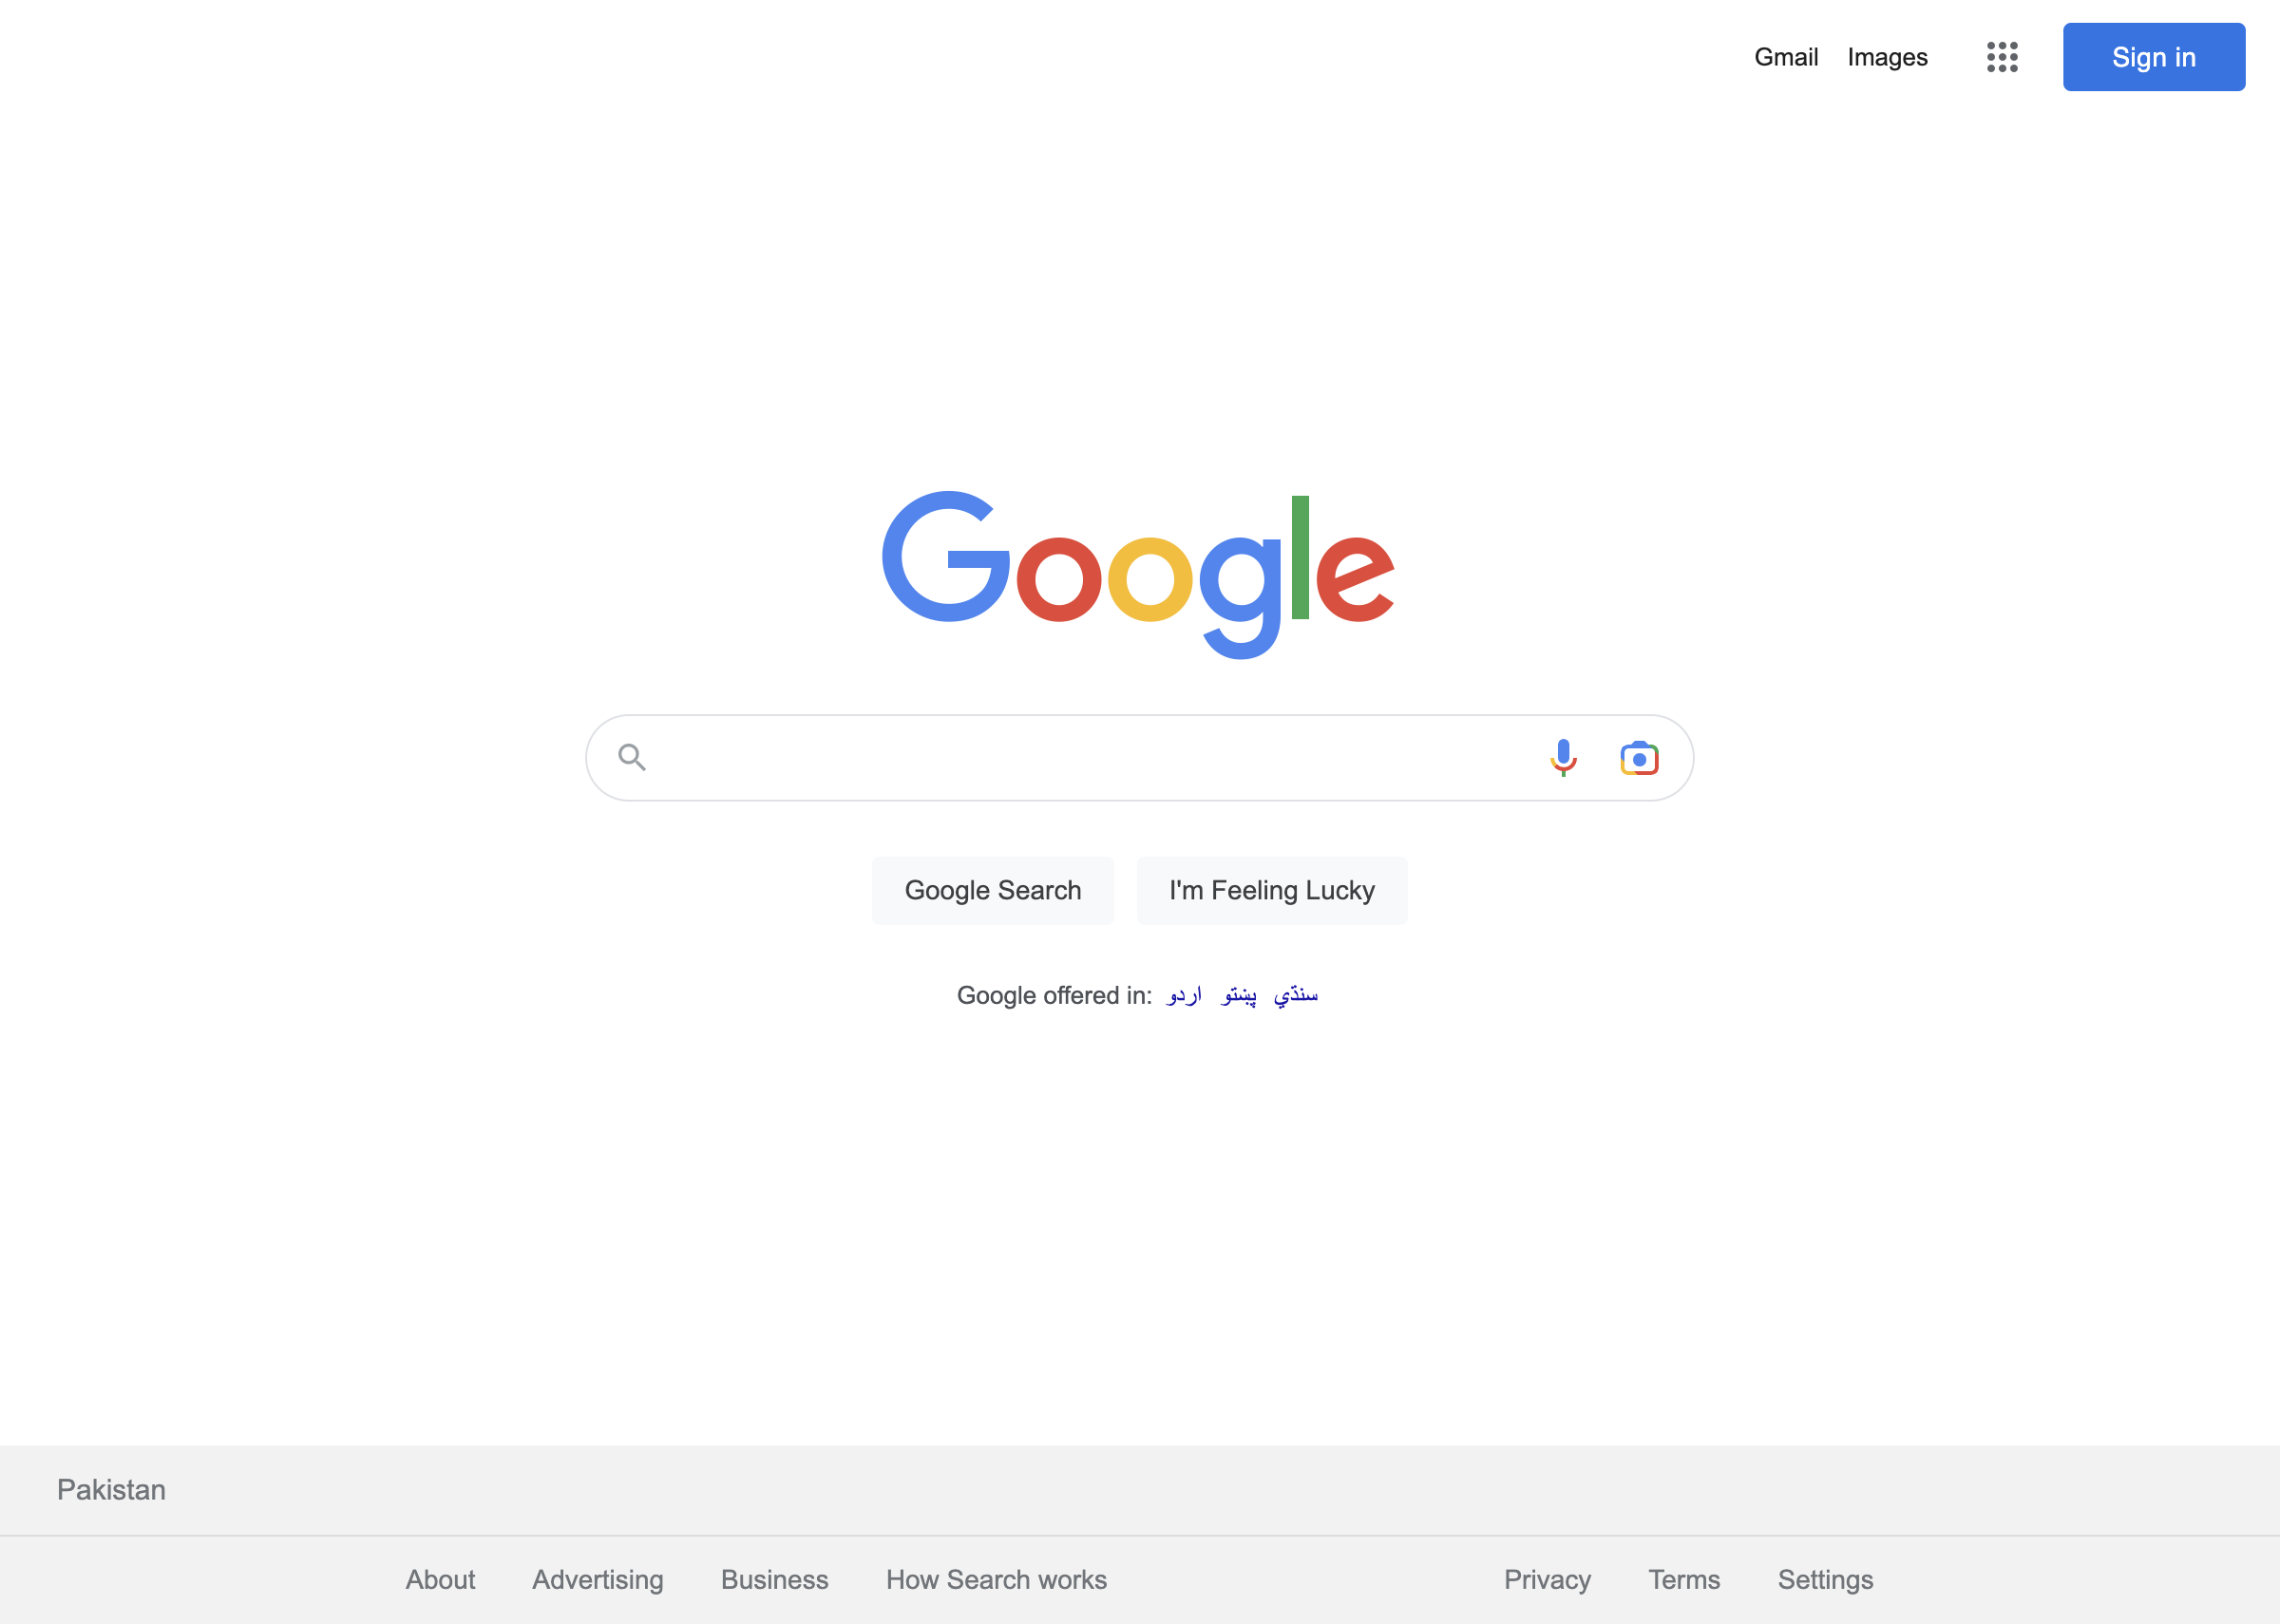 Gmail Images Sign in
Google
Google Search I'm Feeling Lucky
Google offered in: اردو پښتو سنڌي
Pakistan
About Advertising Business How Search works Privacy Terms Settings